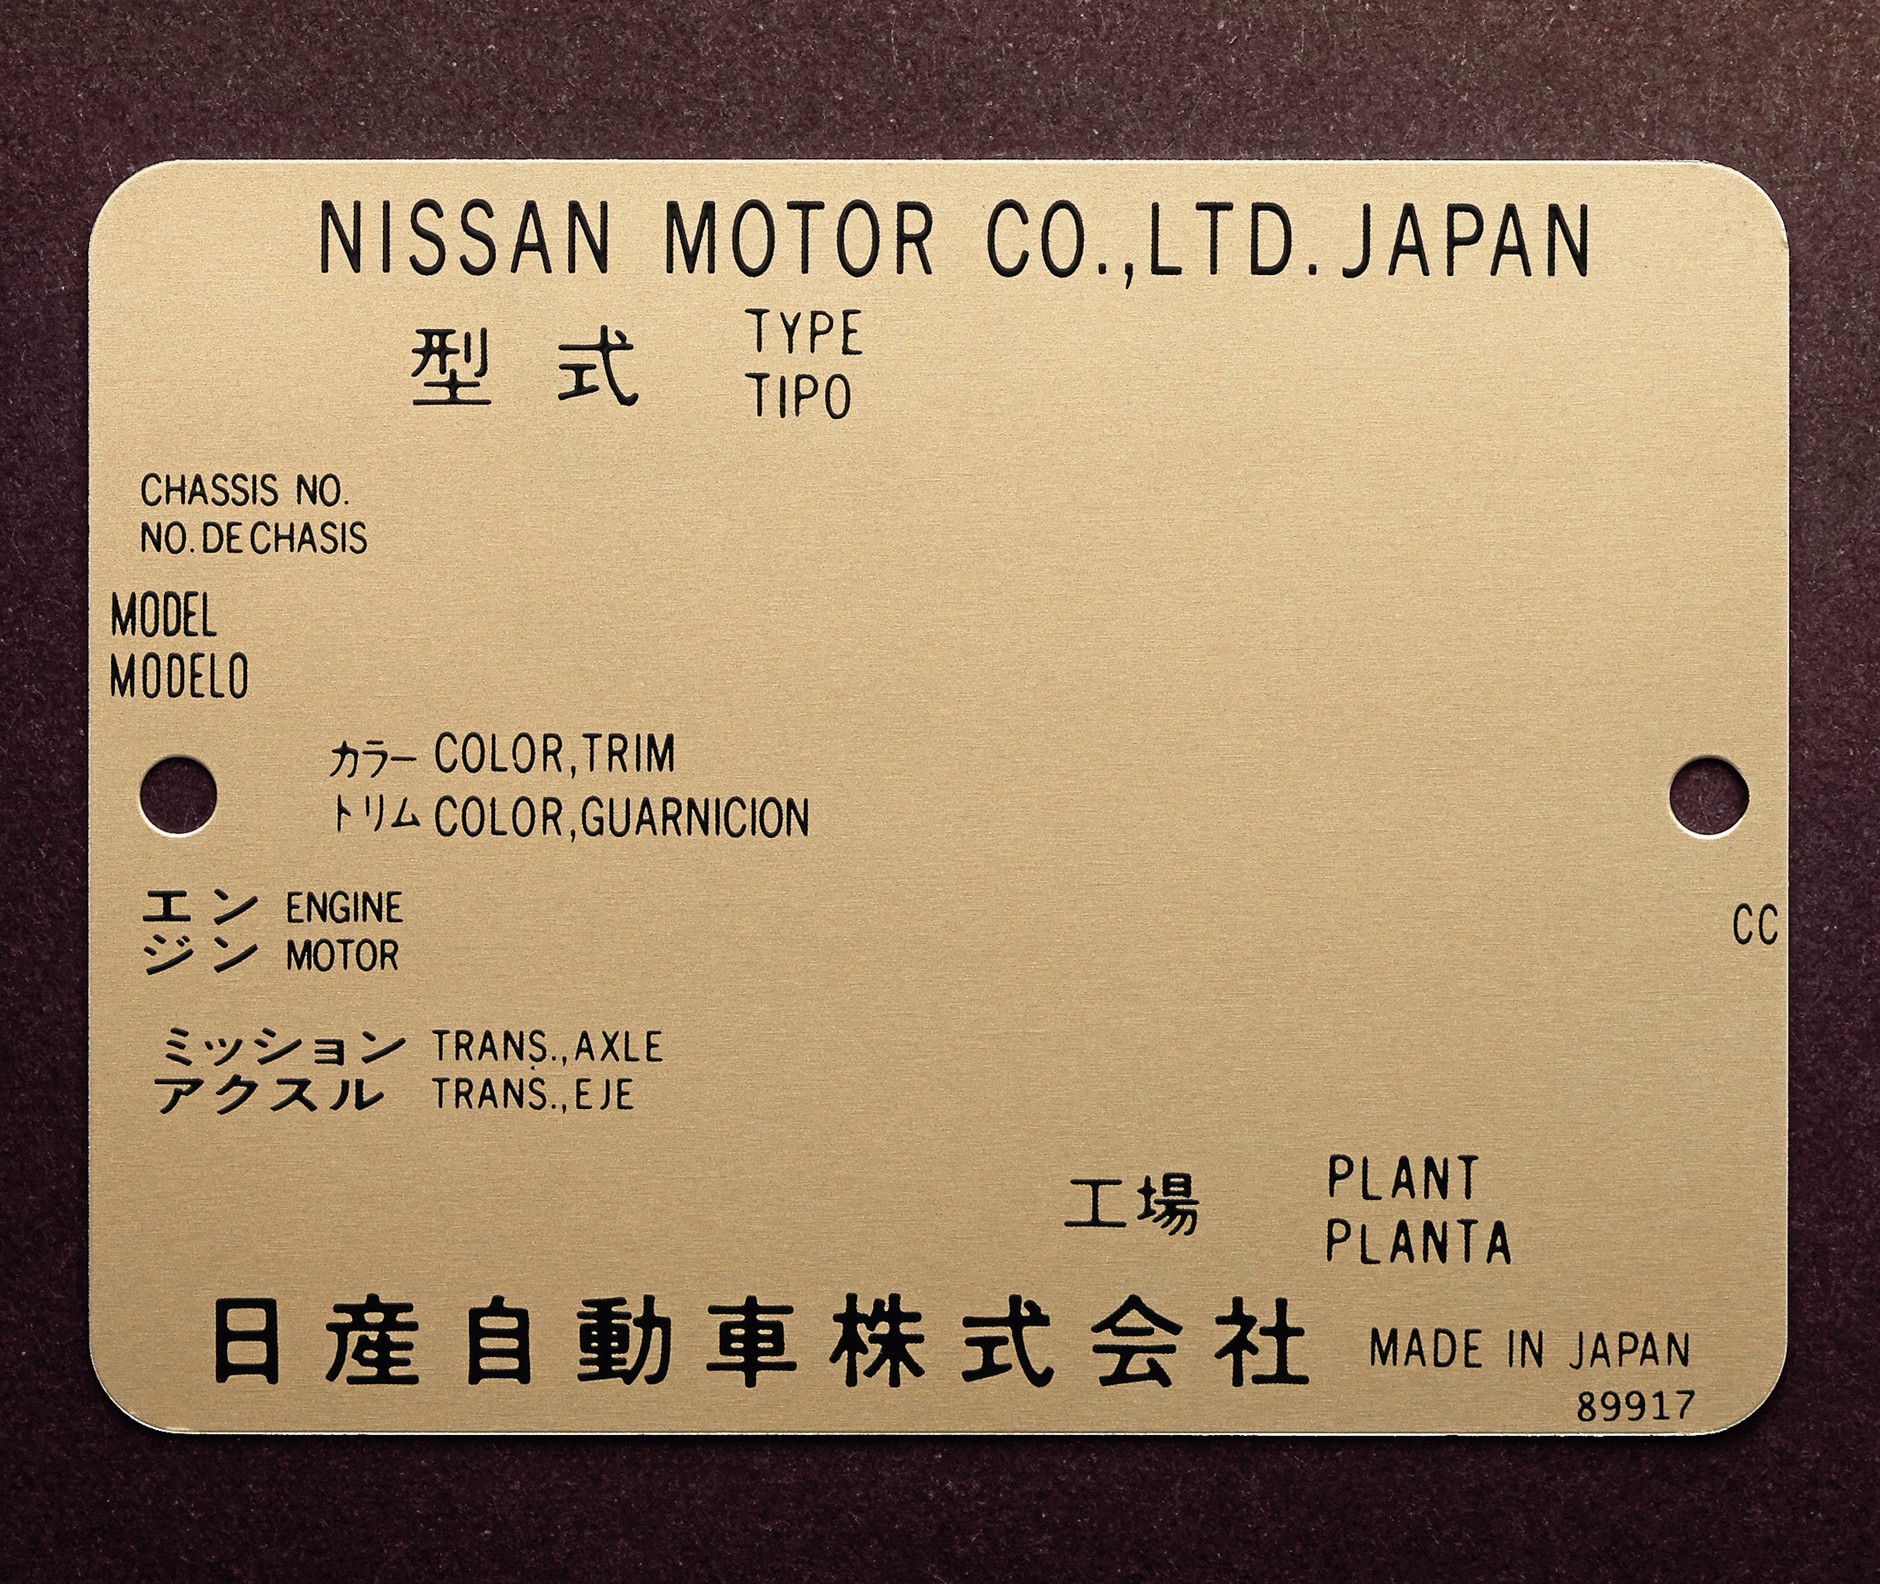 NISSAN MOTOR CO.,LTD. JAPAN
型式 TYPE
TIPO
CHASSIS NO.
NO. DE CHASIS
MODEL
MODELO
カラー COLOR,TRIM
トリム COLOR,GUARNICION
エン ENGINE
ジン MOTOR
CC
ミッション TRANS.,AXLE
アクスル TRANS.,EJE
工場 PLANT
PLANTA
日産自動車株式会社 MADE IN JAPAN
89917